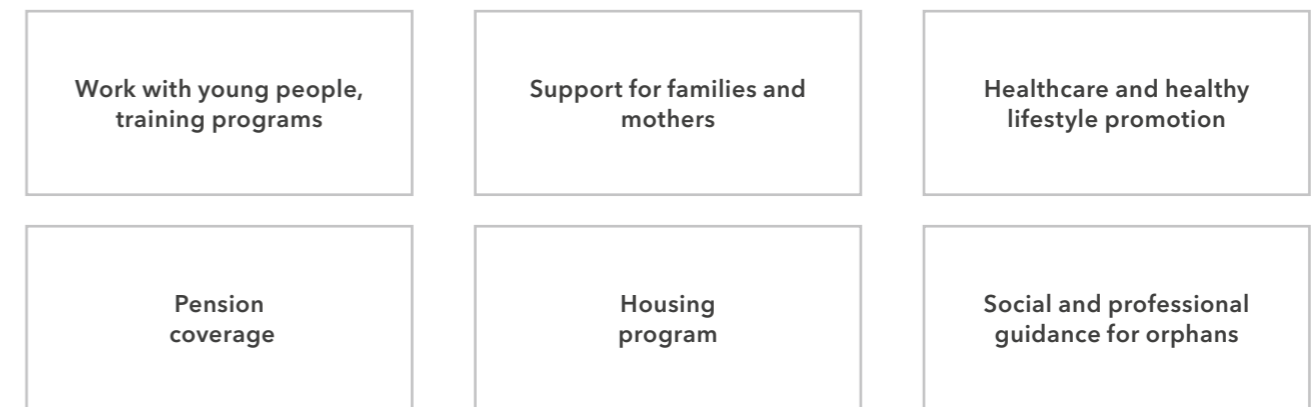 Work with young people,
training programs
Support for families and
mothers
Healthcare and healthy
lifestyle promotion
Pension
coverage
Housing
program
Social and professional
guidance for orphans